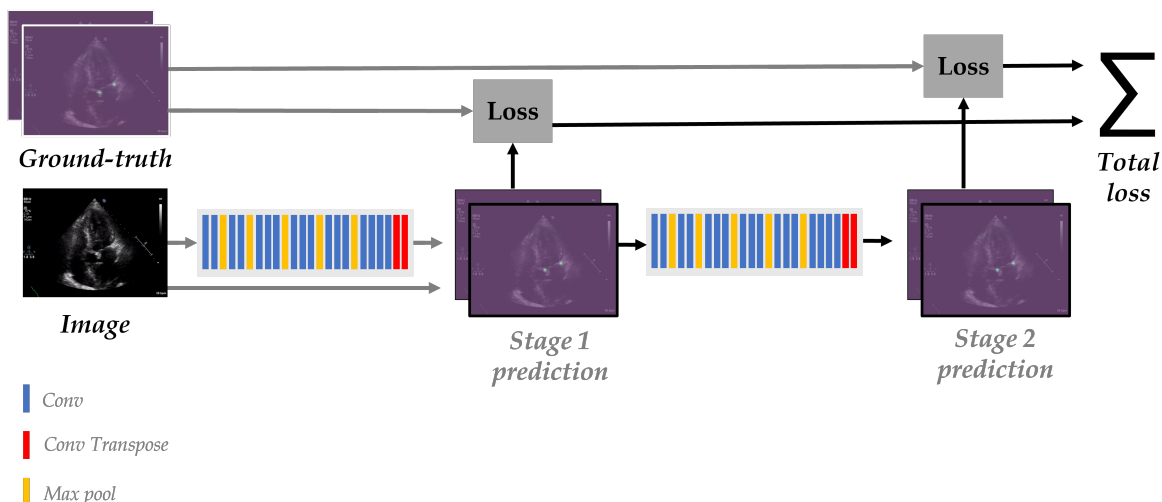 Loss
Loss
∑
Ground-truth
Total
loss
Image
Stage 1
prediction
Stage 2
prediction
Conv
Conv Transpose
Max pool